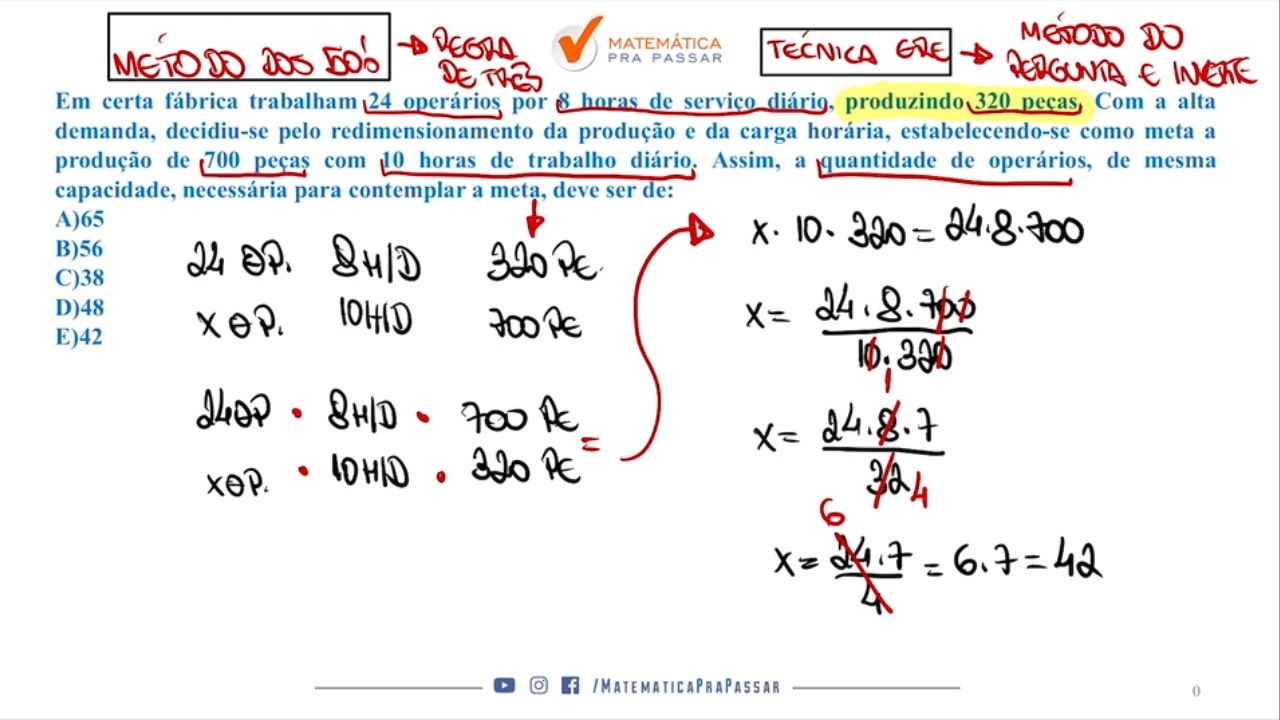 MÉTODO DOS 50's → REGRA DE TRÊS
MATEMÁTICA
PRA PASSAR
TÉCNICA GRE → MÉTODO DO PERGUNTA E INVERTE
Em certa fábrica trabalham 24 operários por 8 horas de serviço diário, produzindo 320 peças. Com a alta
demanda, decidiu-se pelo redimensionamento da produção e da carga horária, estabelecendo-se como meta a
produção de 700 peças com 10 horas de trabalho diário. Assim, a quantidade de operários, de mesma
capacidade, necessária para contemplar a meta, deve ser de:
A)65
B)56
C)38
D)48
E)42
24 OP. 8H/D 320 PE.
X OP. 10H/D 700 PE
24OP • 8H/D • 700 PE =
XOP. • 10H/D • 320 PE
X. 10. 320 = 24.8.700
X = 24.8.700
10.320
1
X = 24.8.7
32 4
6
X = 24.7 = 6.7 = 42
4
/MATEMATICAPRAPASSAR
0